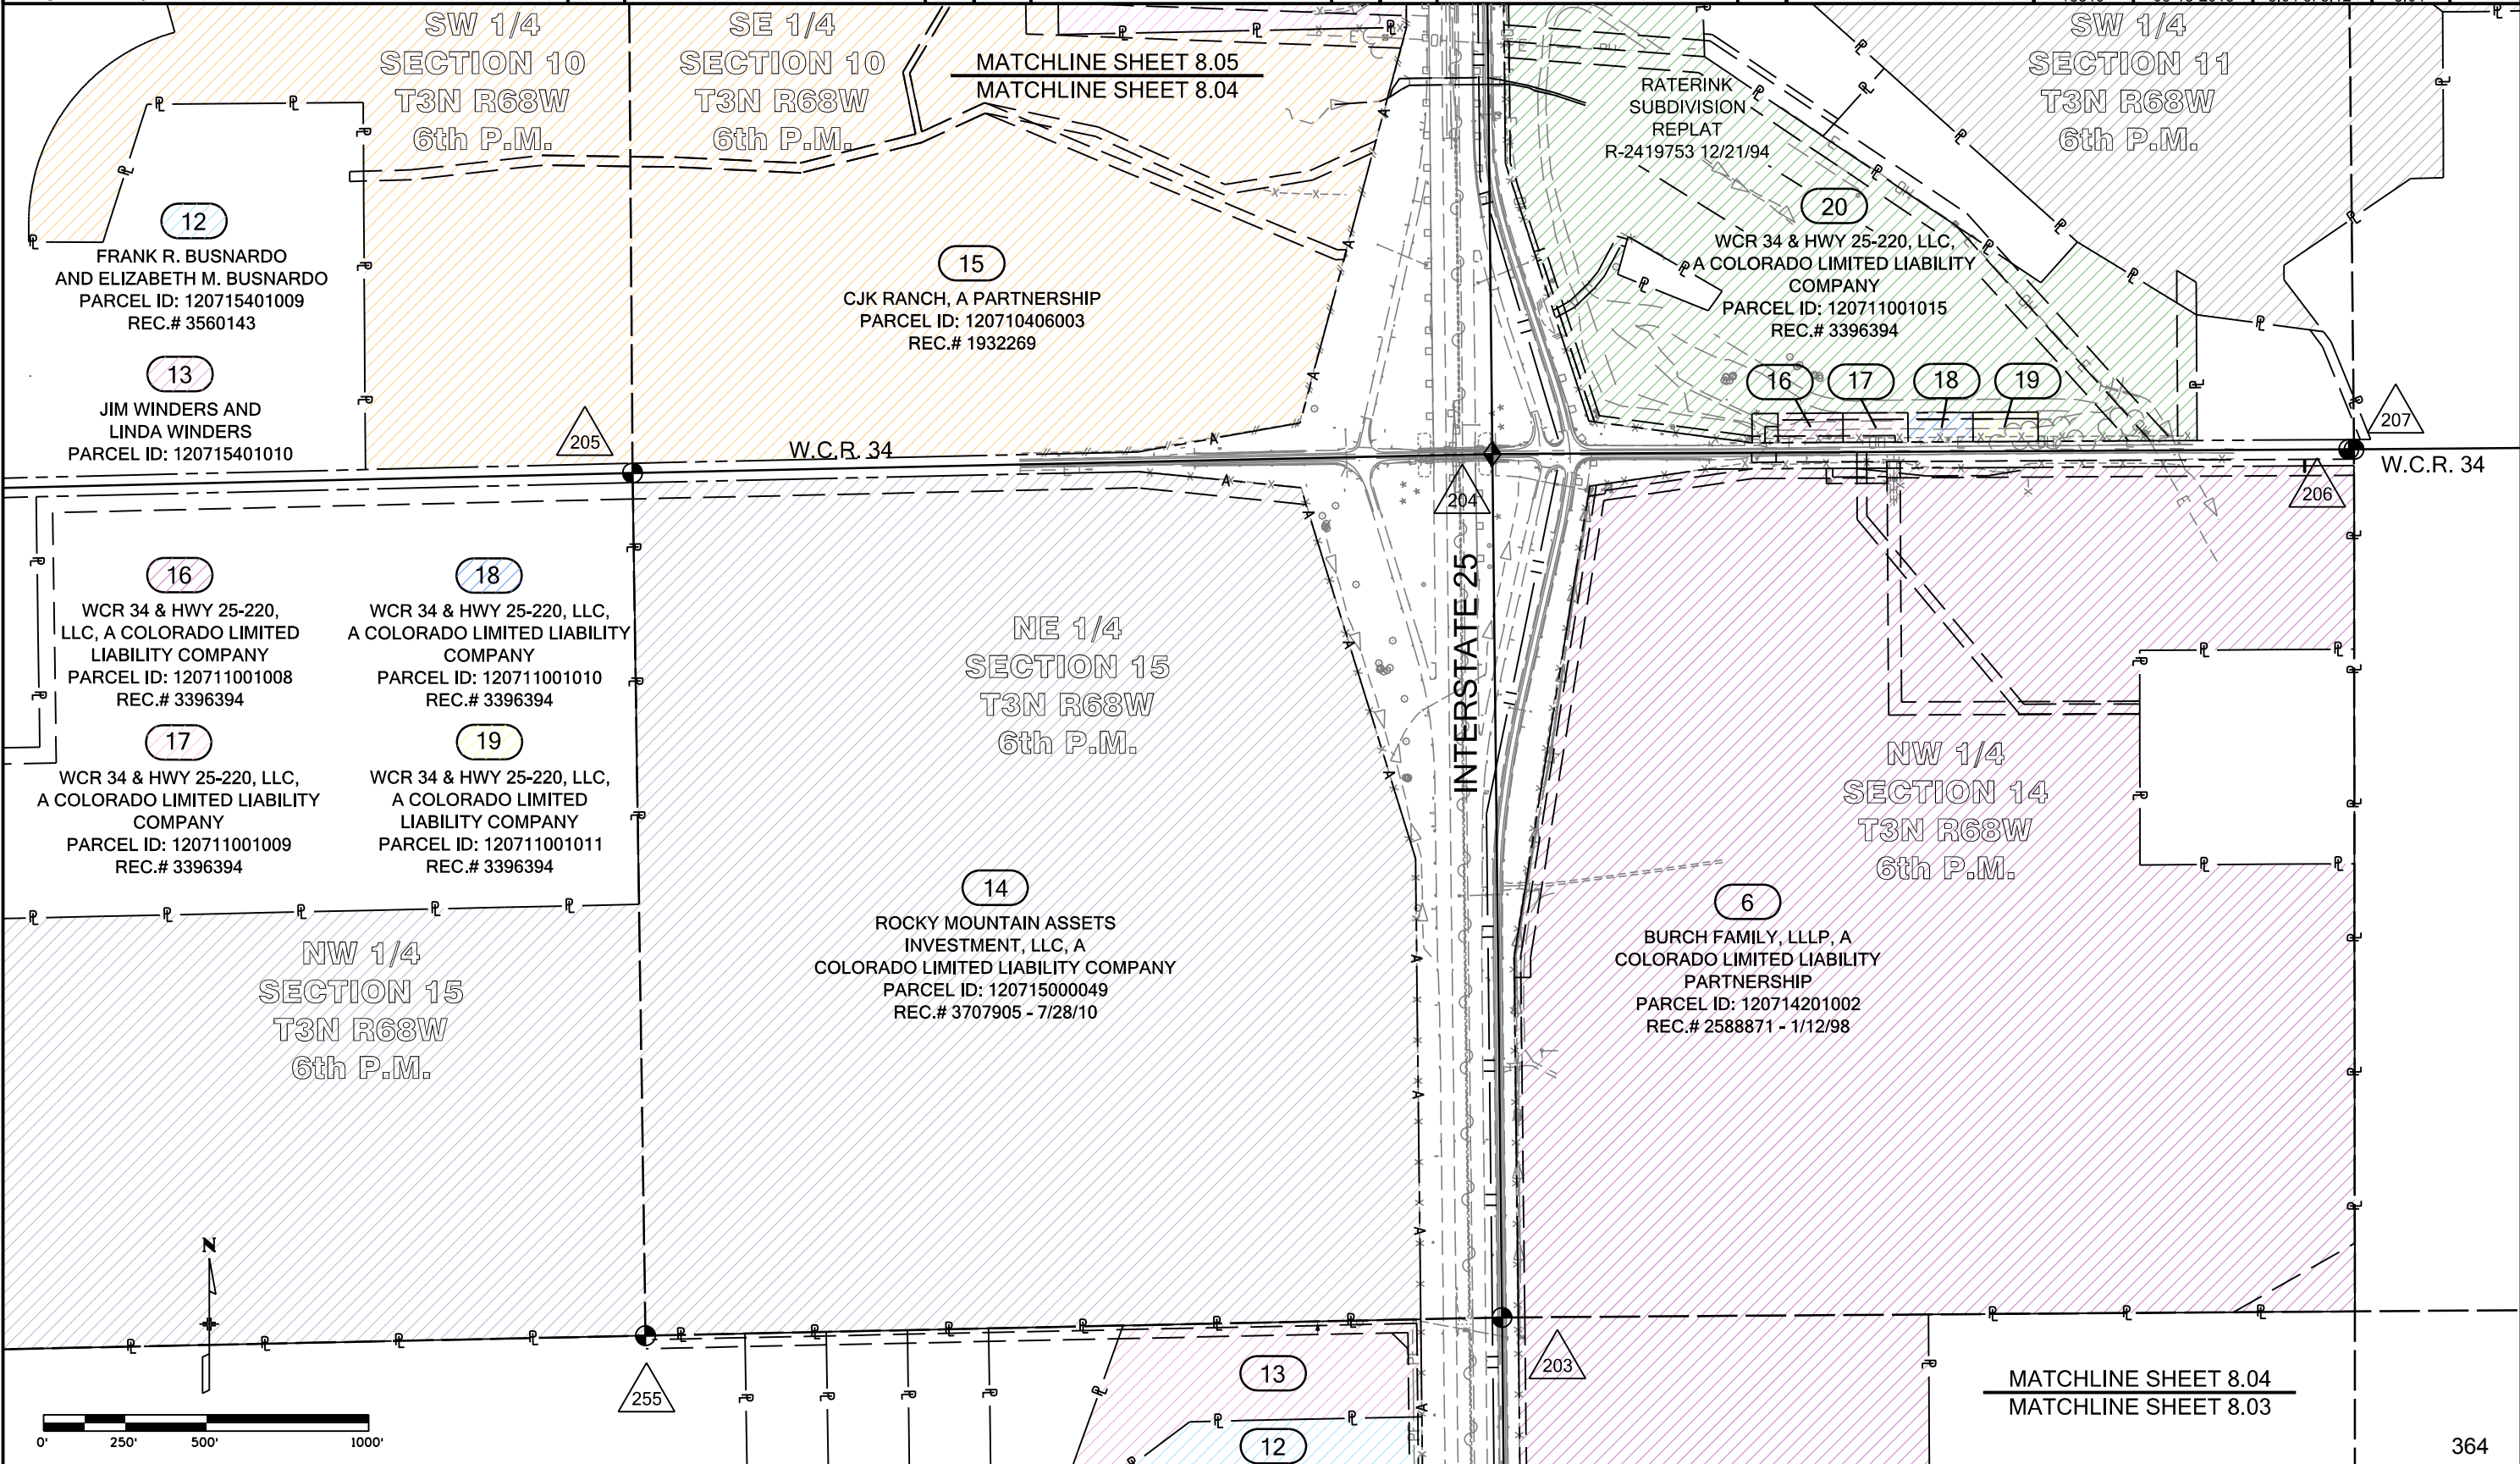 SW 1/4
SECTION 10
T3N R68W
6th P.M.
SE 1/4
SECTION 10
T3N R68W
6th P.M.
MATCHLINE SHEET 8.05
MATCHLINE SHEET 8.04
RATERINK
SUBDIVISION
REPLAT
R-2419753 12/21/94
SW 1/4
SECTION 11
T3N R68W
6th P.M.
12
FRANK R. BUSNARDO
AND ELIZABETH M. BUSNARDO
PARCEL ID: 120715401009
REC.# 3560143
13
JIM WINDERS AND
LINDA WINDERS
PARCEL ID: 120715401010
15
CJK RANCH, A PARTNERSHIP
PARCEL ID: 120710406003
REC.# 1932269
20
WCR 34 & HWY 25-220, LLC,
A COLORADO LIMITED LIABILITY
COMPANY
PARCEL ID: 120711001015
REC.# 3396394
16
17
18
19
205
W.C.R. 34
204
207
206
W.C.R. 34
16
WCR 34 & HWY 25-220,
LLC, A COLORADO LIMITED
LIABILITY COMPANY
PARCEL ID: 120711001008
REC.# 3396394
18
WCR 34 & HWY 25-220, LLC,
A COLORADO LIMITED LIABILITY
COMPANY
PARCEL ID: 120711001010
REC.# 3396394
17
WCR 34 & HWY 25-220, LLC,
A COLORADO LIMITED LIABILITY
COMPANY
PARCEL ID: 120711001009
REC.# 3396394
19
WCR 34 & HWY 25-220, LLC,
A COLORADO LIMITED
LIABILITY COMPANY
PARCEL ID: 120711001011
REC.# 3396394
NE 1/4
SECTION 15
T3N R68W
6th P.M.
INTERSTATE 25
NW 1/4
SECTION 14
T3N R68W
6th P.M.
14
ROCKY MOUNTAIN ASSETS
INVESTMENT, LLC, A
COLORADO LIMITED LIABILITY COMPANY
PARCEL ID: 120715000049
REC.# 3707905 - 7/28/10
6
BURCH FAMILY, LLLP, A
COLORADO LIMITED LIABILITY
PARTNERSHIP
PARCEL ID: 120714201002
REC.# 2588871 - 1/12/98
NW 1/4
SECTION 15
T3N R68W
6th P.M.
N
255
203
13
12
MATCHLINE SHEET 8.04
MATCHLINE SHEET 8.03
0' 250' 500' 1000'
364